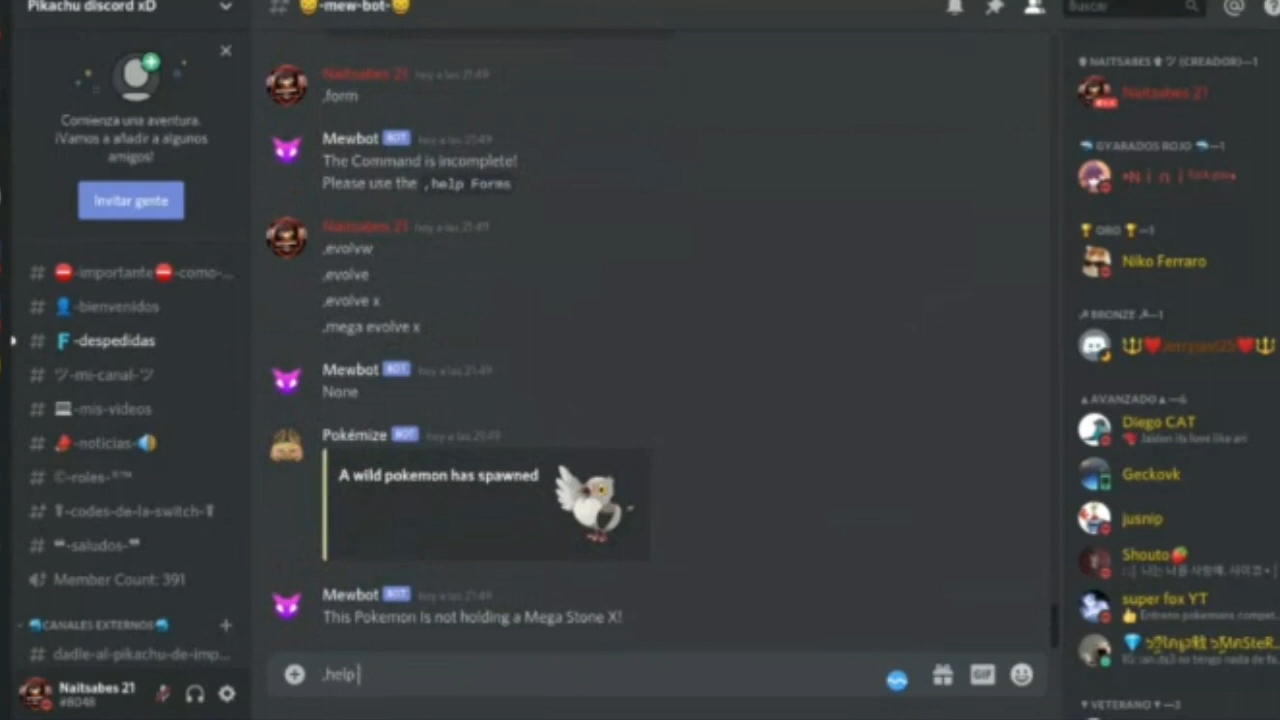 Pikachu discord xD
Comienza una aventura.
¡Vamos a añadir a algunos
amigos!
Invitar gente
# ⛔-importante⛔-como-...
# 👤-bienvenidos
# F-despedidas
# ツ-mi-canal-ツ
# 💻-mis-videos
# 📣-noticias-🔊
# ©-roles-™
# -codes-de-la-switch-
# ❝-saludos-❞
Member Count: 391
CANALES EXTERNOS
# dadle-al-pikachu-de-imp...
Naitsabes 21
#8048
# -mew-bot-
Naitsabes 21 hoy a las 21:49
,form
Mewbot BOT hoy a las 21:49
The Command is incomplete!
Please use the ,help Forms
Naitsabes 21 hoy a las 21:49
,evolvw
,evolve
,evolve x
,mega evolve x
Mewbot BOT hoy a las 21:49
None
Pokémize BOT hoy a las 21:49
A wild pokemon has spawned
Mewbot BOT hoy a las 21:49
This Pokemon Is not holding a Mega Stone X!
,help
GIF
Buscar
NAITSABES ツ (CREADOR)—1
Naitsabes 21
GYARADOS ROJO —1
🏆 ORO 🏆—1
Niko Ferraro
BRONZE —1
▲AVANZADO▲—6
Diego CAT
Geckovk
jusnip
Shouto🍓
super fox YT
👍 Entreno pokemons compet...
▼VETERANO▼—3